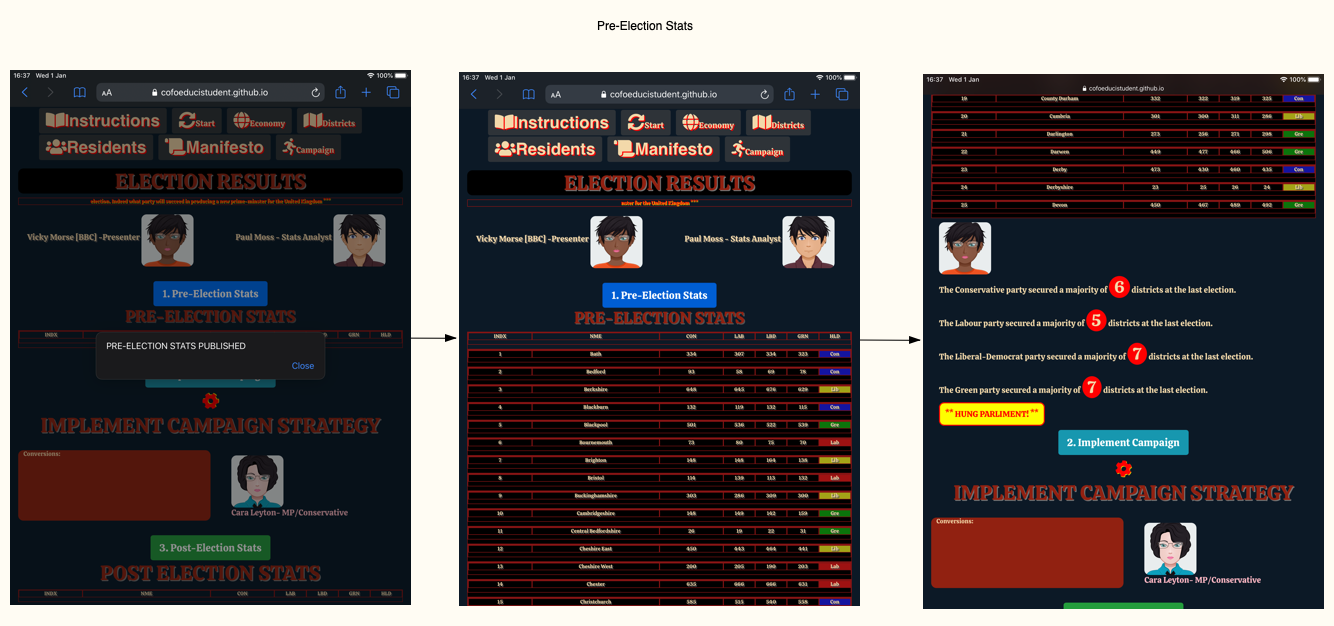 Pre-Election Stats
16:37 Wed 1 Jan 100%
AA cofoeducistudent.github.io
Instructions Start Economy Districts
Residents Manifesto Campaign
ELECTION RESULTS
election. Indeed what party will succeed in producing a new prime-minster for the United Kingdom ***
Vicky Morse [BBC] -Presenter Paul Moss - Stats Analyst
1. Pre-Election Stats
PRE-ELECTION STATS
INDX GRN HLD
PRE-ELECTION STATS PUBLISHED
Close
IMPLEMENT CAMPAIGN STRATEGY
Conversions:
Cara Leyton- MP/Conservative
3. Post-Election Stats
POST ELECTION STATS
INDX NME CON LAB LBD GRN HLD
16:37 Wed 1 Jan 100%
AA cofoeducistudent.github.io
Instructions Start Economy Districts
Residents Manifesto Campaign
ELECTION RESULTS
nster for the United Kingdom ***
Vicky Morse [BBC] -Presenter Paul Moss - Stats Analyst
1. Pre-Election Stats
PRE-ELECTION STATS
INDX NME CON LAB LBD GRN HLD
1 Bath 334 307 334 323 Con
2 Bedford 93 58 69 78 Con
3 Berkshire 648 645 676 629 LIb
4 Blackburn 132 119 132 115 Con
5 Blackpool 501 536 522 539 Gre
6 Bournemouth 73 80 75 70 Lab
7 Brighton 148 148 164 138 LIb
8 Bristol 114 139 113 132 Lab
9 Buckinghamshire 303 286 309 300 LIb
10 Cambridgeshire 148 149 142 159 Gre
11 Central Bedfordshire 26 19 22 31 Gre
12 Cheshire East 450 443 464 441 LIb
13 Cheshire West 200 205 190 203 Lab
14 Chester 635 666 666 631 Lab
15 Christchurch 585 525 540 558 Con
16:37 Wed 1 Jan 100%
cofoeducistudent.github.io
19 County Durham 332 322 319 325 Con
20 Cumbria 301 300 311 286 LIb
21 Darlington 273 256 271 298 Gre
22 Darwen 449 477 466 506 Gre
23 Derby 473 430 460 435 Con
24 Derbyshire 23 25 26 24 LIb
25 Devon 450 467 489 492 Gre
The Conservative party secured a majority of 6 districts at the last election.
The Labour party secured a majority of 5 districts at the last election.
The Liberal-Democrat party secured a majority of 7 districts at the last election.
The Green party secured a majority of 7 districts at the last election.
** HUNG PARLIMENT! **
2. Implement Campaign
IMPLEMENT CAMPAIGN STRATEGY
Conversions:
Cara Leyton- MP/Conservative